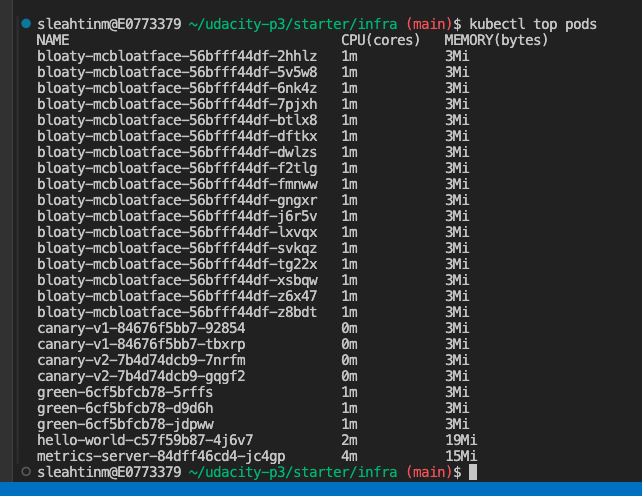 sleahtinm@E0773379 ~/udacity-p3/starter/infra (main)$ kubectl top pods
NAME CPU(cores) MEMORY(bytes)
bloaty-mcbloatface-56bfff44df-2hhlz 1m 3Mi
bloaty-mcbloatface-56bfff44df-5v5w8 1m 3Mi
bloaty-mcbloatface-56bfff44df-6nk4z 1m 3Mi
bloaty-mcbloatface-56bfff44df-7pjxh 1m 3Mi
bloaty-mcbloatface-56bfff44df-btlx8 1m 3Mi
bloaty-mcbloatface-56bfff44df-dftkx 1m 3Mi
bloaty-mcbloatface-56bfff44df-dwlzs 1m 3Mi
bloaty-mcbloatface-56bfff44df-f2tlg 1m 3Mi
bloaty-mcbloatface-56bfff44df-fmnww 1m 3Mi
bloaty-mcbloatface-56bfff44df-gngxr 1m 3Mi
bloaty-mcbloatface-56bfff44df-j6r5v 1m 3Mi
bloaty-mcbloatface-56bfff44df-lxvqx 1m 3Mi
bloaty-mcbloatface-56bfff44df-svkqz 1m 3Mi
bloaty-mcbloatface-56bfff44df-tg22x 1m 3Mi
bloaty-mcbloatface-56bfff44df-xsbqw 1m 3Mi
bloaty-mcbloatface-56bfff44df-z6x47 1m 3Mi
bloaty-mcbloatface-56bfff44df-z8bdt 1m 3Mi
canary-v1-84676f5bb7-92854 0m 3Mi
canary-v1-84676f5bb7-tbxrp 0m 3Mi
canary-v2-7b4d74dcb9-7nrfm 0m 3Mi
canary-v2-7b4d74dcb9-gqgf2 0m 3Mi
green-6cf5bfcb78-5rffs 1m 3Mi
green-6cf5bfcb78-d9d6h 1m 3Mi
green-6cf5bfcb78-jdpww 1m 3Mi
hello-world-c57f59b87-4j6v7 2m 19Mi
metrics-server-84dff46cd4-jc4gp 4m 15Mi
sleahtinm@E0773379 ~/udacity-p3/starter/infra (main)$